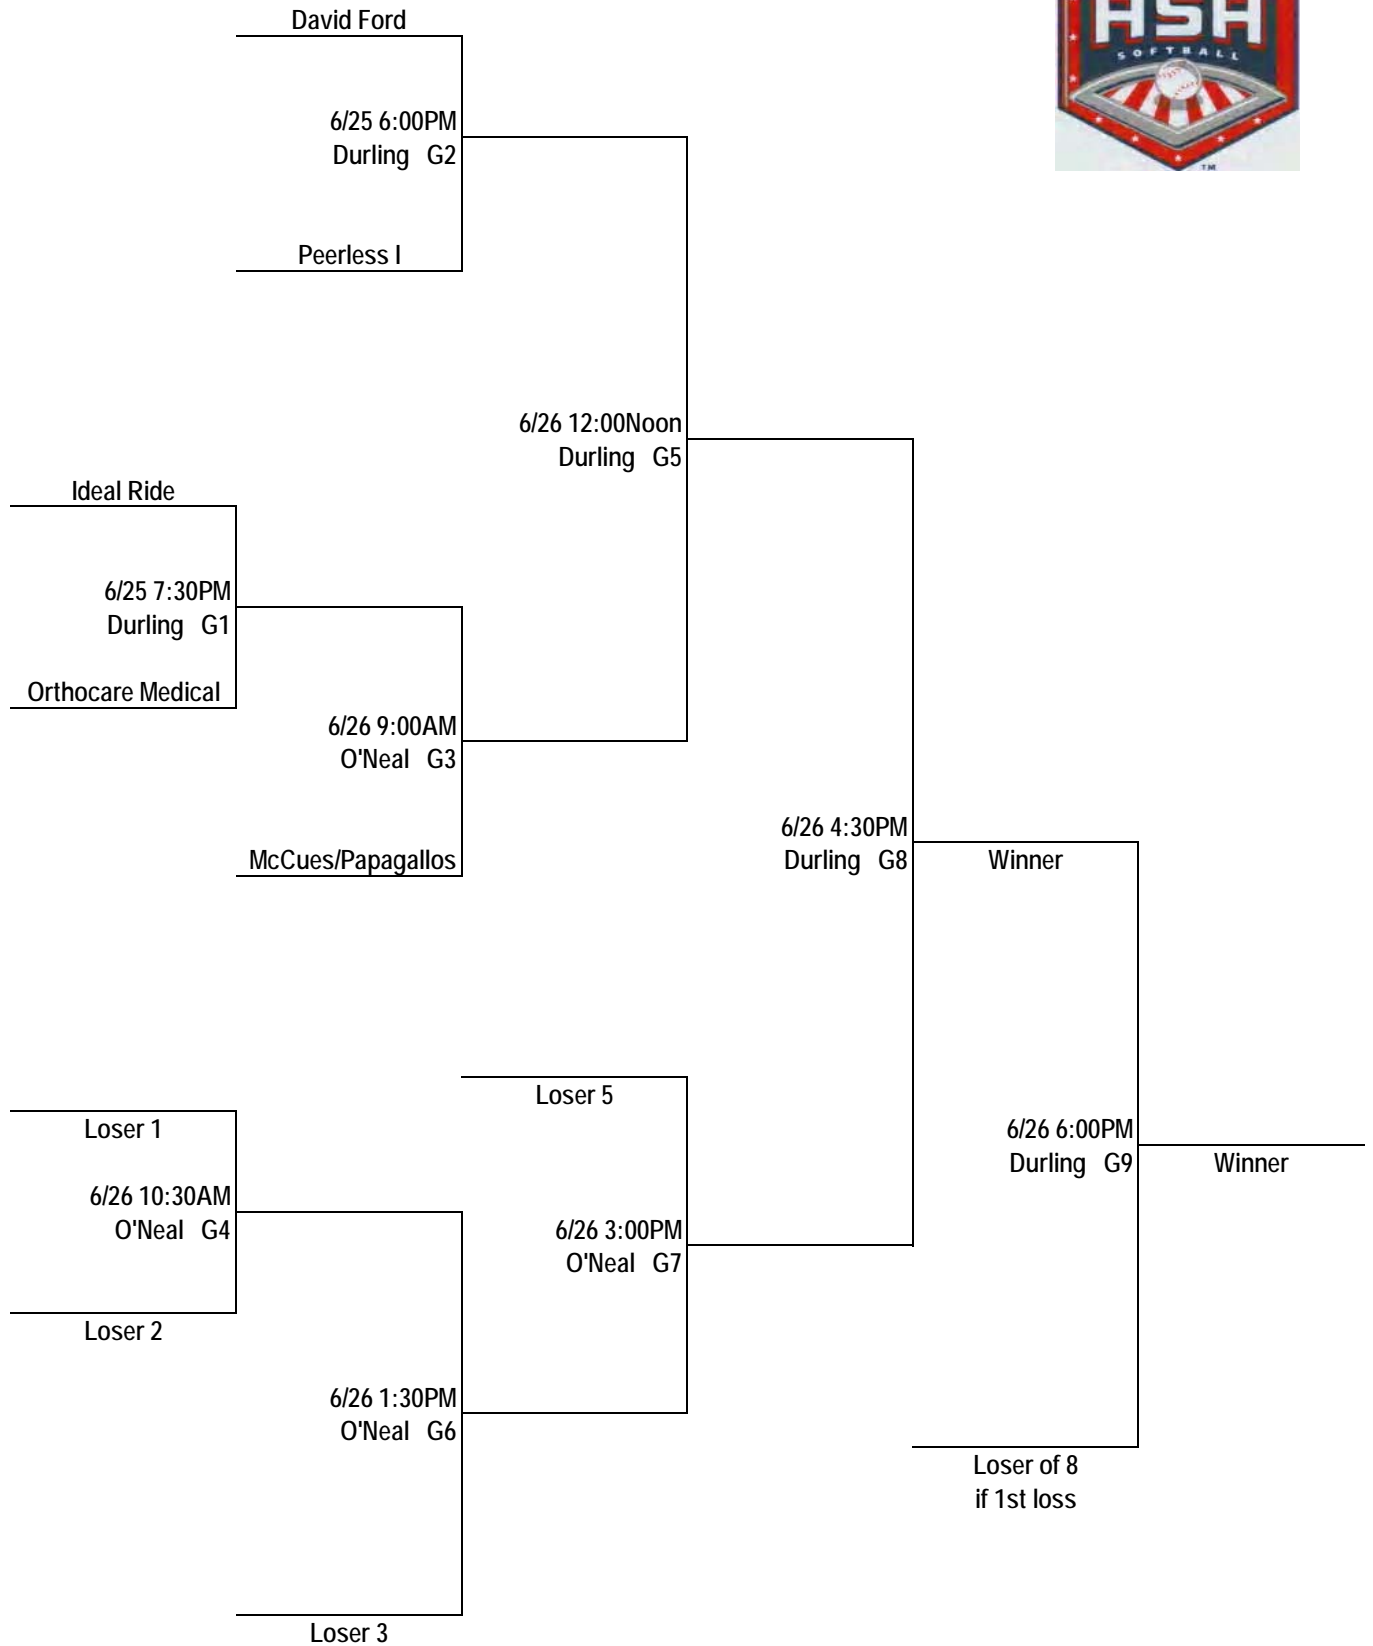 David Ford
ASA
SOFTBALL
TM
6/25 6:00PM
Durling G2
Peerless I
6/26 12:00Noon
Durling G5
Ideal Ride
6/25 7:30PM
Durling G1
Orthocare Medical
6/26 9:00AM
O'Neal G3
McCues/Papagallos
6/26 4:30PM
Durling G8
Winner
Loser 5
Loser 1
6/26 10:30AM
O'Neal G4
Loser 2
6/26 3:00PM
O'Neal G7
6/26 6:00PM
Durling G9
Winner
6/26 1:30PM
O'Neal G6
Loser of 8
if 1st loss
Loser 3